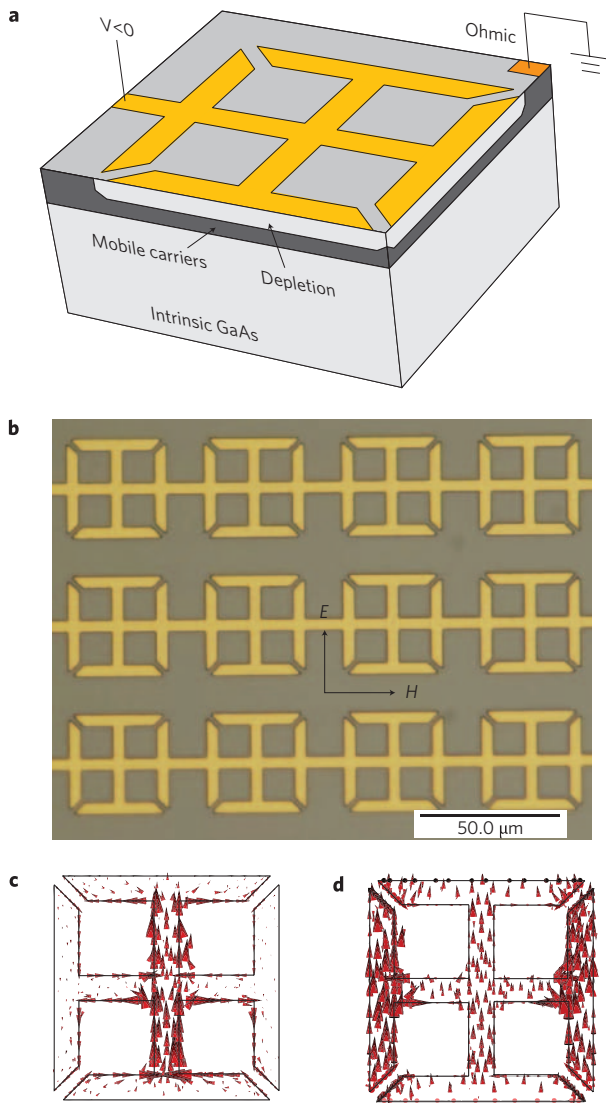 a
V<0
Ohmic
Mobile carriers
Depletion
Intrinsic GaAs
b
E
H
50.0 μm
c
d